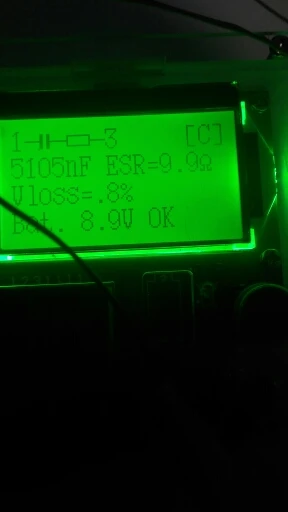 1 3 [C]
5105nF ESR=9.9Ω
Vloss=.8%
Bat. 8.9V OK